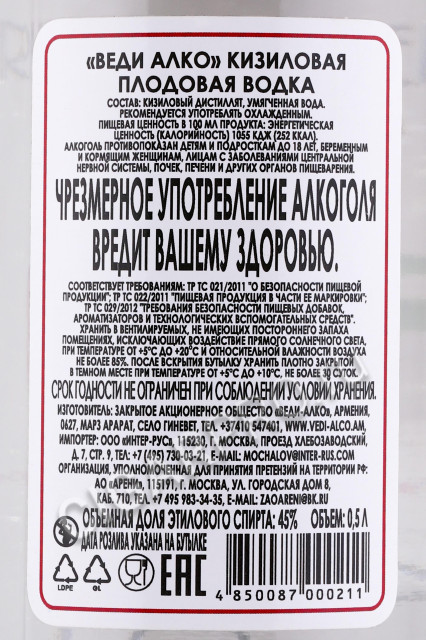 «ВЕДИ АЛКО» КИЗИЛОВАЯ
ПЛОДОВАЯ ВОДКА
СОСТАВ: КИЗИЛОВЫЙ ДИСТИЛЛЯТ, УМЯГЧЕННАЯ ВОДА.
РЕКОМЕНДУЕТСЯ УПОТРЕБЛЯТЬ ОХЛАЖДЕННЫМ.
ПИЩЕВАЯ ЦЕННОСТЬ В 100 МЛ ПРОДУКТА: ЭНЕРГЕТИЧЕСКАЯ
ЦЕННОСТЬ (КАЛОРИЙНОСТЬ) 1055 КДЖ (252 ККАЛ).
АЛКОГОЛЬ ПРОТИВОПОКАЗАН ДЕТЯМ И ПОДРОСТКАМ ДО 18 ЛЕТ, БЕРЕМЕННЫМ
И КОРМЯЩИМ ЖЕНЩИНАМ, ЛИЦАМ С ЗАБОЛЕВАНИЯМИ ЦЕНТРАЛЬНОЙ
НЕРВНОЙ СИСТЕМЫ, ПОЧЕК, ПЕЧЕНИ И ДРУГИХ ОРГАНОВ ПИЩЕВАРЕНИЯ.
ЧРЕЗМЕРНОЕ УПОТРЕБЛЕНИЕ АЛКОГОЛЯ
ВРЕДИТ ВАШЕМУ ЗДОРОВЬЮ.
СООТВЕТСТВУЕТ ТРЕБОВАНИЯМ: ТР ТС 021/2011 "О БЕЗОПАСНОСТИ ПИЩЕВОЙ
ПРОДУКЦИИ"; ТР ТС 022/2011 "ПИЩЕВАЯ ПРОДУКЦИЯ В ЧАСТИ ЕЕ МАРКИРОВКИ;
ТР ТС 029/2012 "ТРЕБОВАНИЯ БЕЗОПАСНОСТИ ПИЩЕВЫХ ДОБАВОК,
АРОМАТИЗАТОРОВ И ТЕХНОЛОГИЧЕСКИХ ВСПОМОГАТЕЛЬНЫХ СРЕДСТВ".
ХРАНИТЬ В ВЕНТИЛИРУЕМЫХ, НЕ ИМЕЮЩИХ ПОСТОРОННЕГО ЗАПАХА
ПОМЕЩЕНИЯХ, ИСКЛЮЧАЮЩИХ ВОЗДЕЙСТВИЕ ПРЯМОГО СОЛНЕЧНОГО СВЕТА,
ПРИ ТЕМПЕРАТУРЕ ОТ +5°С ДО +20°С И ОТНОСИТЕЛЬНОЙ ВЛАЖНОСТИ ВОЗДУХА
НЕ БОЛЕЕ 85%. ПОСЛЕ ВСКРЫТИЯ БУТЫЛКУ ХРАНИТЬ ПЛОТНО ЗАКРЫТОЙ
В ТЕМНОМ МЕСТЕ ПРИ ТЕМПЕРАТУРЕ ОТ +5°С ДО +10°С, НЕ БОЛЕЕ 30 СУТОК.
СРОК ГОДНОСТИ НЕ ОГРАНИЧЕН ПРИ СОБЛЮДЕНИИ УСЛОВИЙ ХРАНЕНИЯ.
ИЗГОТОВИТЕЛЬ: ЗАКРЫТОЕ АКЦИОНЕРНОЕ ОБЩЕСТВО «ВЕДИ-АЛКО», АРМЕНИЯ,
0627, МАРЗ АРАРАТ, СЕЛО ГИНЕВЕТ, ТЕЛ. +37410 547401, WWW.VEDI-ALCO.AM,
ИМПОРТЕР: ООО «ИНТЕР-РУС», 115230, Г. МОСКВА, ПРОЕЗД ХЛЕБОЗАВОДСКИЙ,
Д. 7, СТР. 9, ТЕЛ: +7 (495) 730-03-21, E-MAIL: MOCHALOV@INTER-RUS.COM
ОРГАНИЗАЦИЯ, УПОЛНОМОЧЕННАЯ ДЛЯ ПРИНЯТИЯ ПРЕТЕНЗИЙ НА ТЕРРИТОРИИ РФ:
АО «АРЕНИ», 115191, Г. МОСКВА, УЛ. ГОРОДСКАЯ Д. 8,
КАБ. 710, ТЕЛ. +7 495 983-34-35, E-MAIL: ZAOARENI@BK.RU
ОБЪЕМНАЯ ДОЛЯ ЭТИЛОВОГО СПИРТА: 45% ОБЪЕМ: 0,5 Л
ДАТА РОЗЛИВА УКАЗАНА НА БУТЫЛКЕ
LDPE GL EAC
4 850087 000211